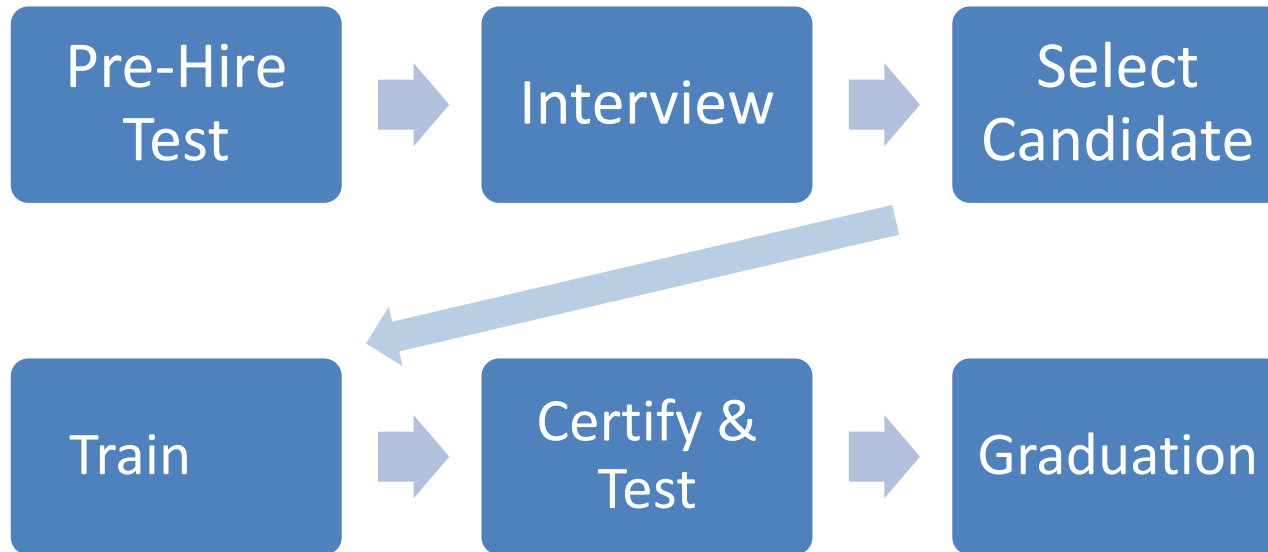 Pre-Hire
Test
Interview
Select
Candidate
Train
Certify &
Test
Graduation